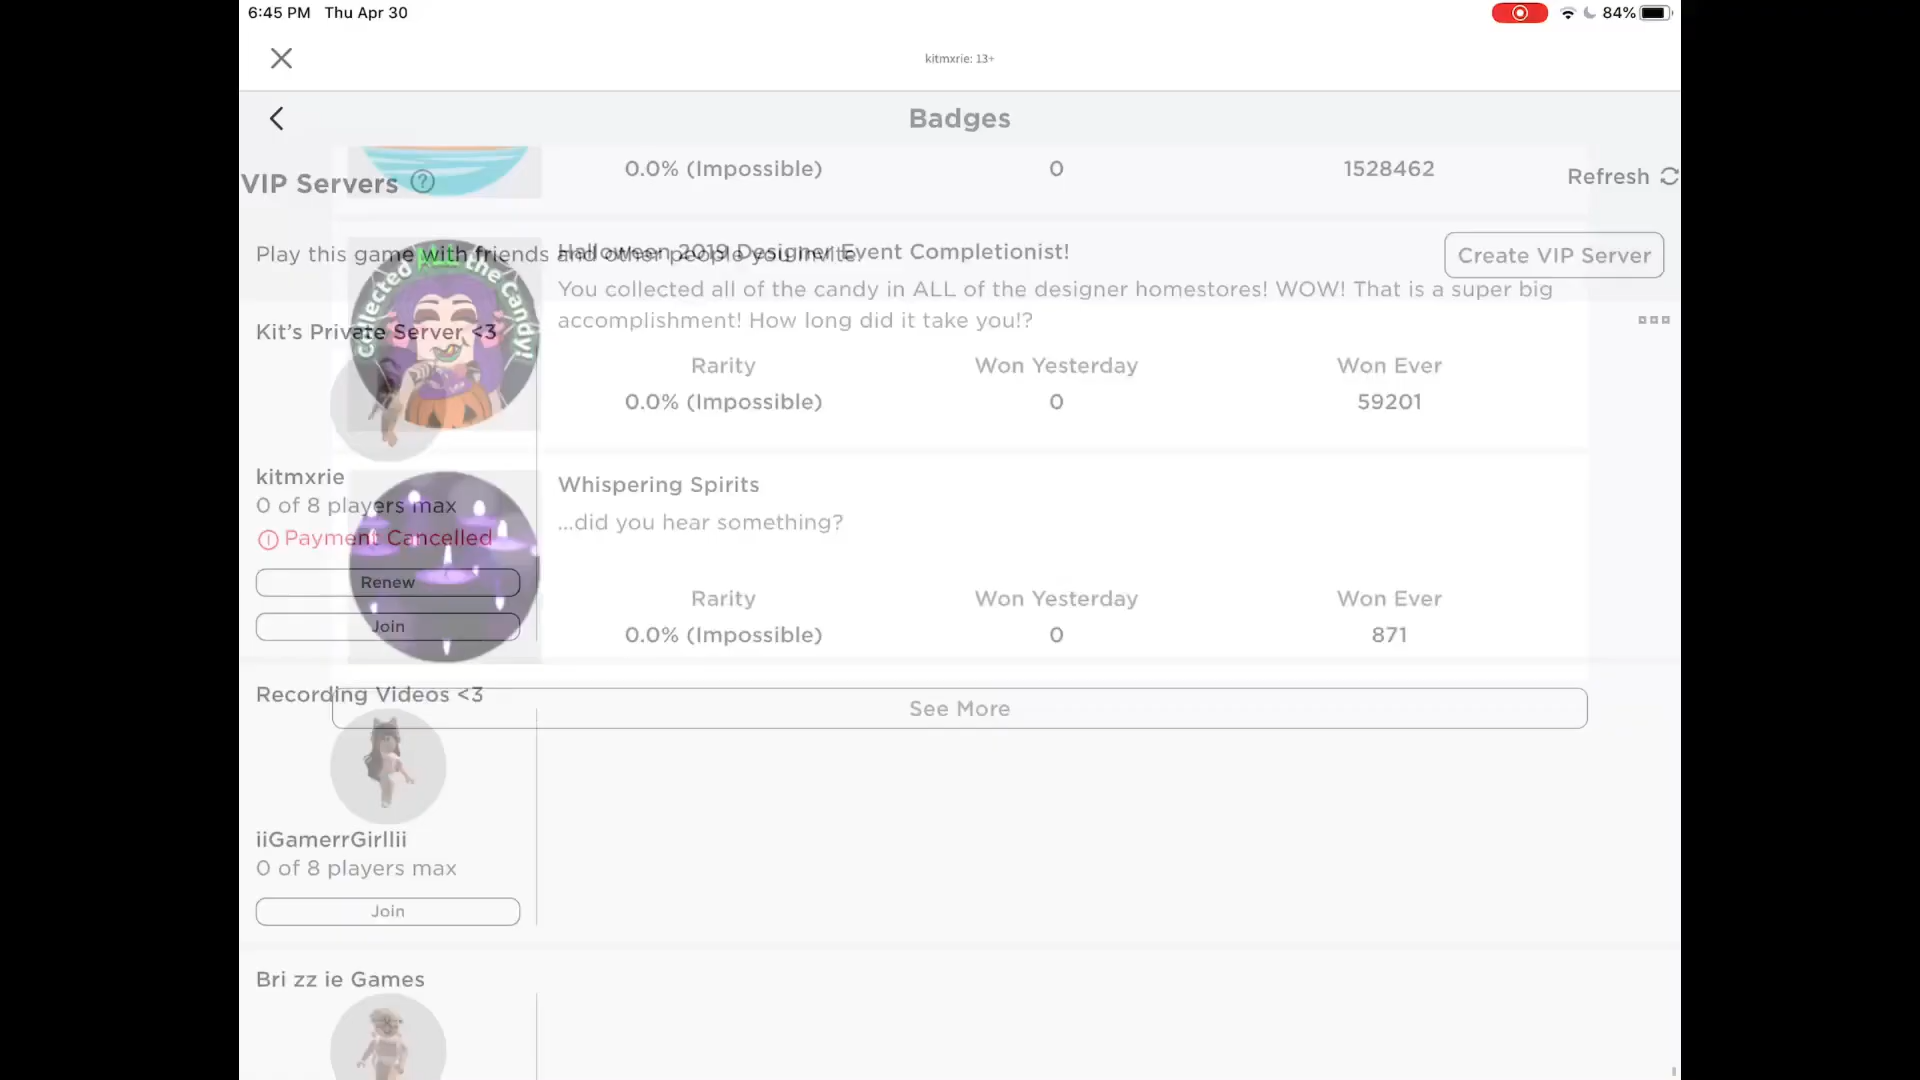 6:45 PM Thu Apr 30
84%
kitmxrie: 13+
Badges
0.0% (Impossible) 0 1528462
VIP Servers ?
Refresh
Play this game with friends and other people you invite.
Create VIP Server
Halloween 2019 Designer Event Completionist!
You collected all of the candy in ALL of the designer homestores! WOW! That is a super big
accomplishment! How long did it take you!?
Collected ALL the Candy!
Kit’s Private Server <3
Rarity Won Yesterday Won Ever
0.0% (Impossible) 0 59201
kitmxrie
0 of 8 players max
Payment Cancelled
Renew
Join
Whispering Spirits
...did you hear something?
Rarity Won Yesterday Won Ever
0.0% (Impossible) 0 871
See More
Recording Videos <3
iiGamerrGirllii
0 of 8 players max
Join
Bri zz ie Games